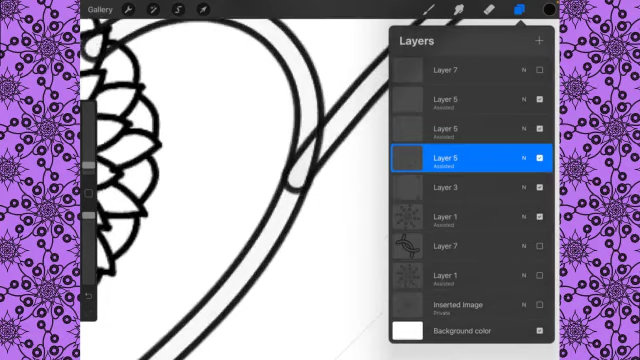 Gallery
Layers
Layer 7
N
Layer 5
Assisted
N
Layer 5
Assisted
N
Layer 5
Assisted
N
Layer 3
N
Layer 1
Assisted
N
Layer 7
N
Layer 1
Assisted
N
Inserted Image
Private
N
Background color